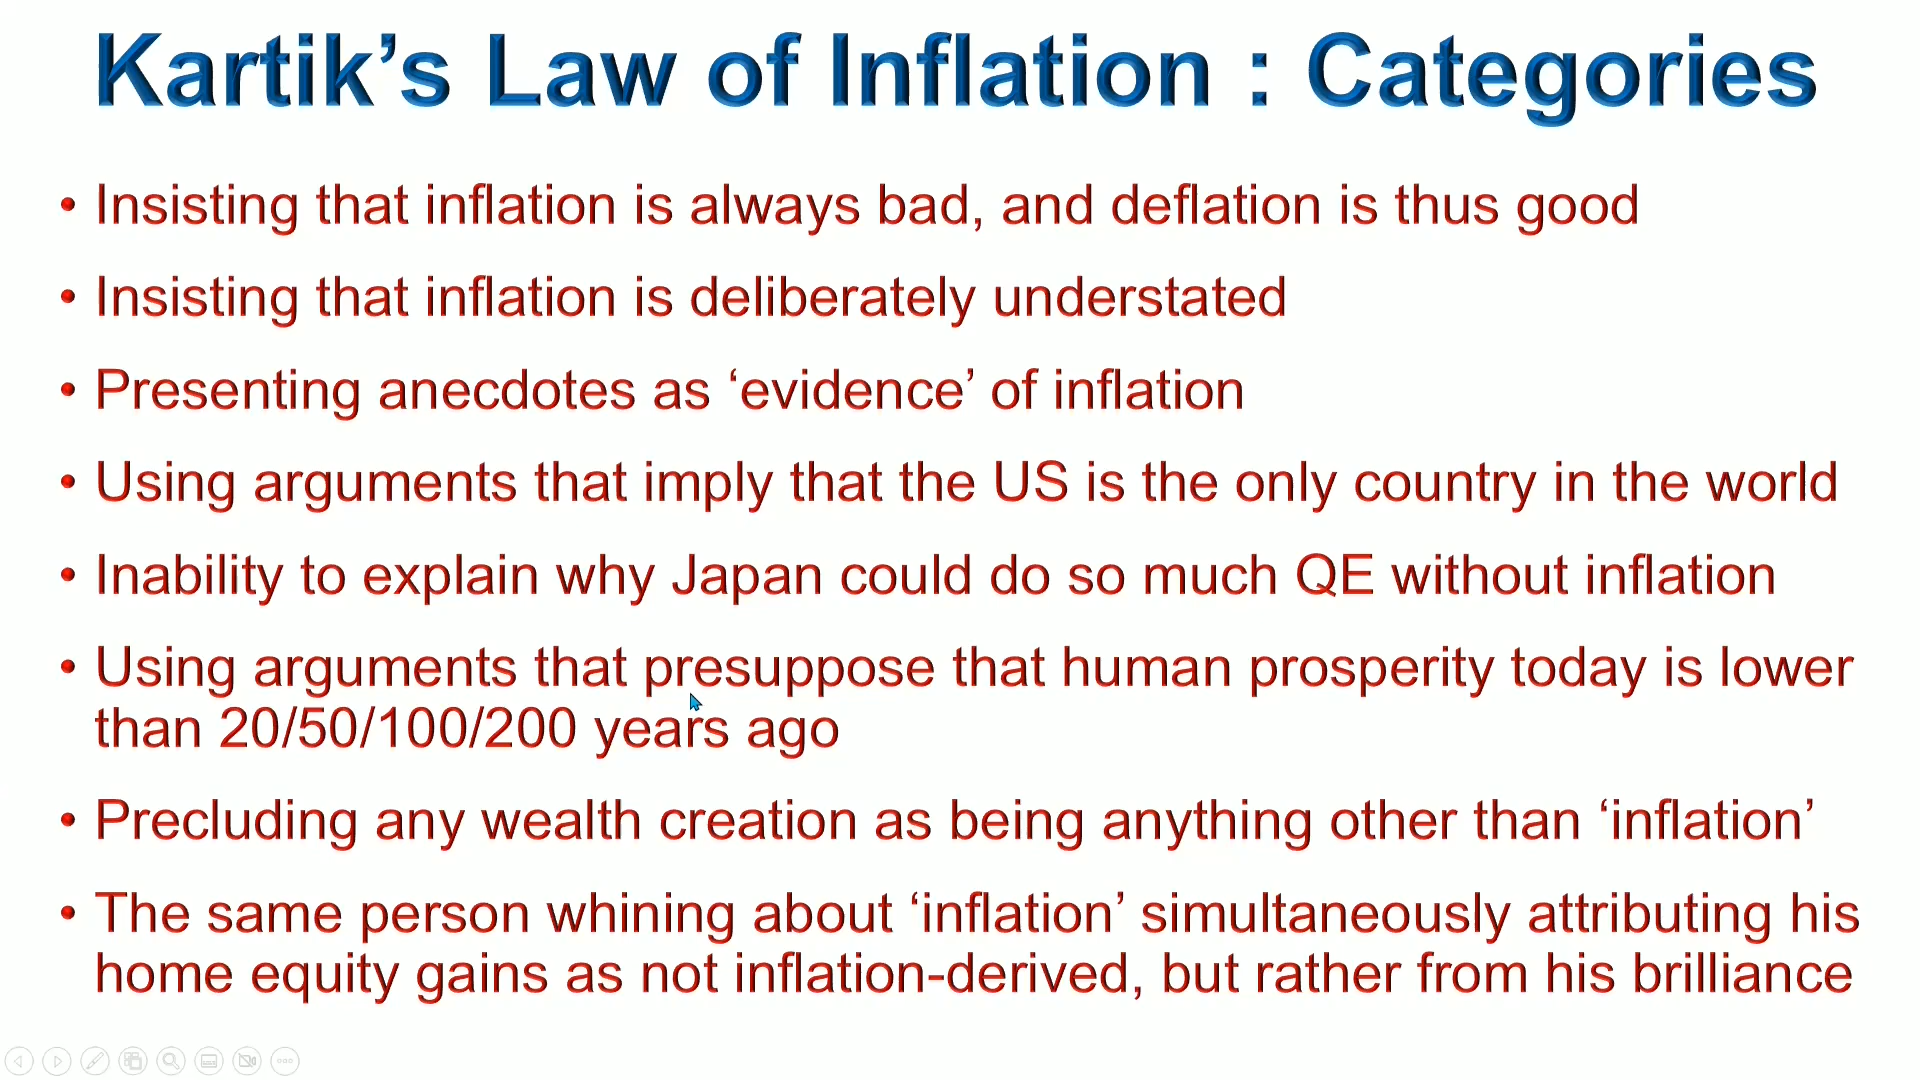 Kartik’s Law of Inflation : Categories
• Insisting that inflation is always bad, and deflation is thus good
• Insisting that inflation is deliberately understated
• Presenting anecdotes as ‘evidence’ of inflation
• Using arguments that imply that the US is the only country in the world
• Inability to explain why Japan could do so much QE without inflation
• Using arguments that presuppose that human prosperity today is lower
than 20/50/100/200 years ago
• Precluding any wealth creation as being anything other than ‘inflation’
• The same person whining about ‘inflation’ simultaneously attributing his
home equity gains as not inflation-derived, but rather from his brilliance